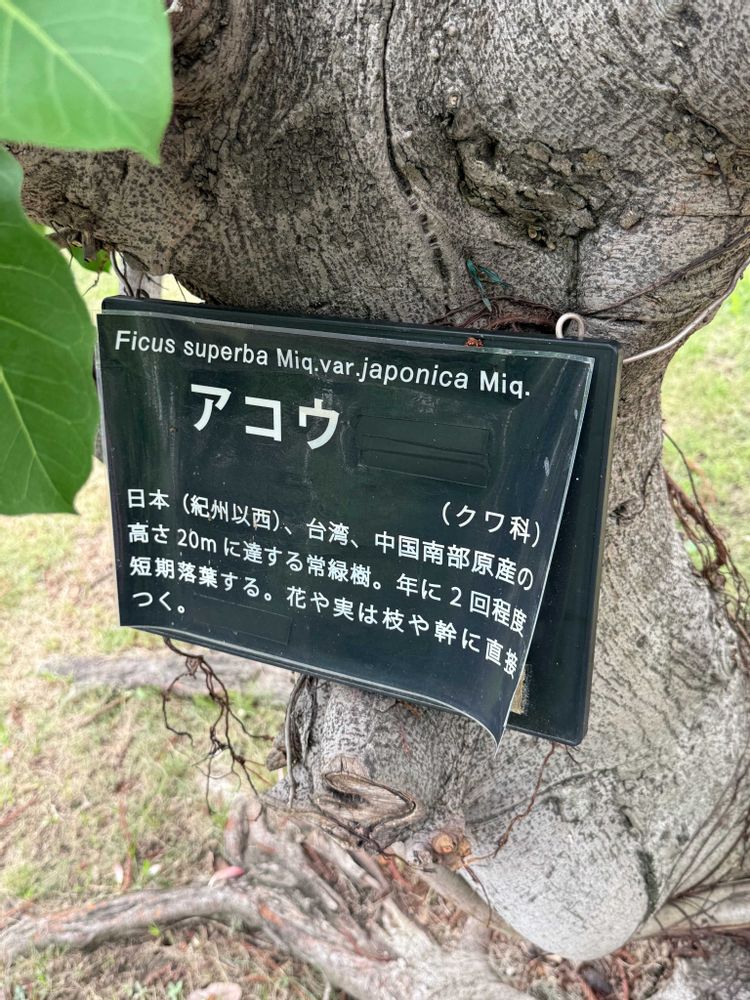 Ficus superba Miq.var.japonica Miq.
アコウ
（クワ科）
日本（紀州以西）、台湾、中国南部原産の
高さ20mに達する常緑樹。年に2回程度
短期落葉する。花や実は枝や幹に直接
つく。